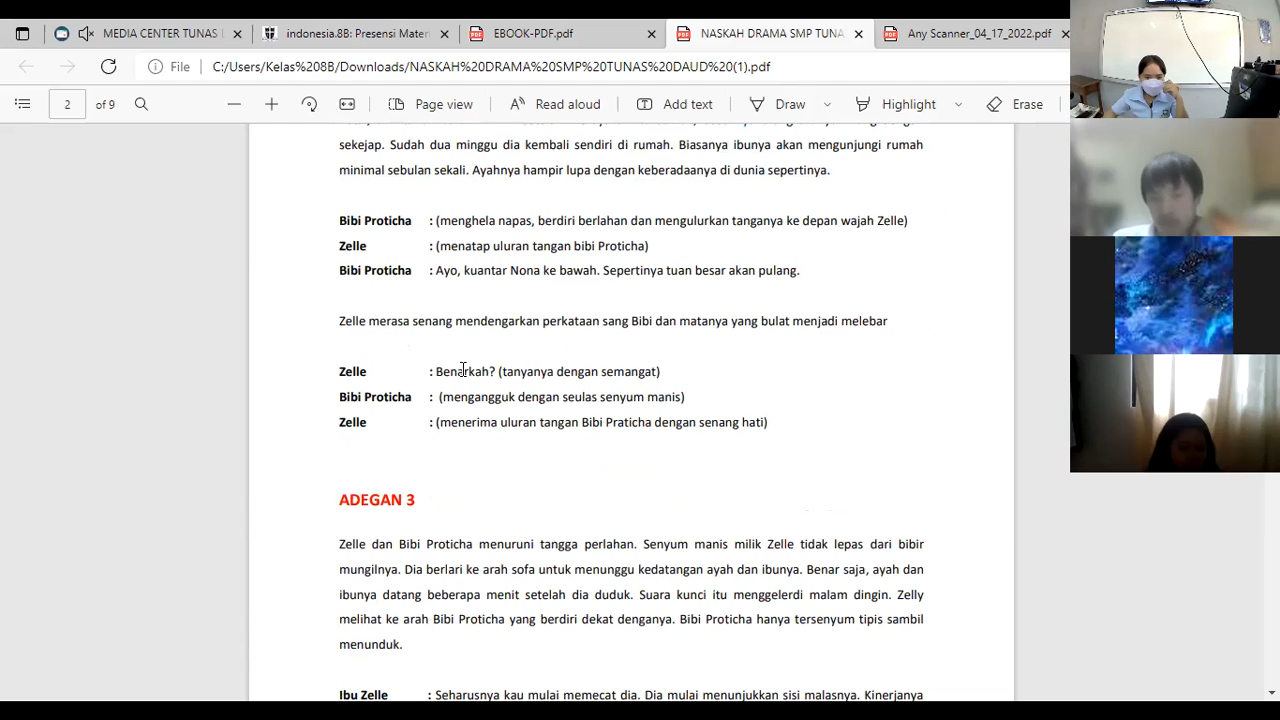 MEDIA CENTER TUNAS
indonesia.8B: Presensi Mater
EBOOK-PDF.pdf
NASKAH DRAMA SMP TUNA
Any Scanner_04_17_2022.pdf
File C:/Users/Kelas%208B/Downloads/NASKAH%20DRAMA%20SMP%20TUNAS%20DAUD%20(1).pdf
2 of 9 Page view Read aloud Add text Draw Highlight Erase
sekejap. Sudah dua minggu dia kembali sendiri di rumah. Biasanya ibunya akan mengunjungi rumah
minimal sebulan sekali. Ayahnya hampir lupa dengan keberadaanya di dunia sepertinya.
Bibi Proticha : (menghela napas, berdiri berlahan dan mengulurkan tanganya ke depan wajah Zelle)
Zelle : (menatap uluran tangan bibi Proticha)
Bibi Proticha : Ayo, kuantar Nona ke bawah. Sepertinya tuan besar akan pulang.
Zelle merasa senang mendengarkan perkataan sang Bibi dan matanya yang bulat menjadi melebar
Zelle : Benarkah? (tanyanya dengan semangat)
Bibi Proticha : (mengangguk dengan seulas senyum manis)
Zelle : (menerima uluran tangan Bibi Praticha dengan senang hati)
ADEGAN 3
Zelle dan Bibi Proticha menuruni tangga perlahan. Senyum manis milik Zelle tidak lepas dari bibir
mungilnya. Dia berlari ke arah sofa untuk menunggu kedatangan ayah dan ibunya. Benar saja, ayah dan
ibunya datang beberapa menit setelah dia duduk. Suara kunci itu menggelerdi malam dingin. Zelly
melihat ke arah Bibi Proticha yang berdiri dekat denganya. Bibi Proticha hanya tersenyum tipis sambil
menunduk.
Ibu Zelle : Seharusnya kau mulai memecat dia. Dia mulai menunjukkan sisi malasnya. Kinerjanya